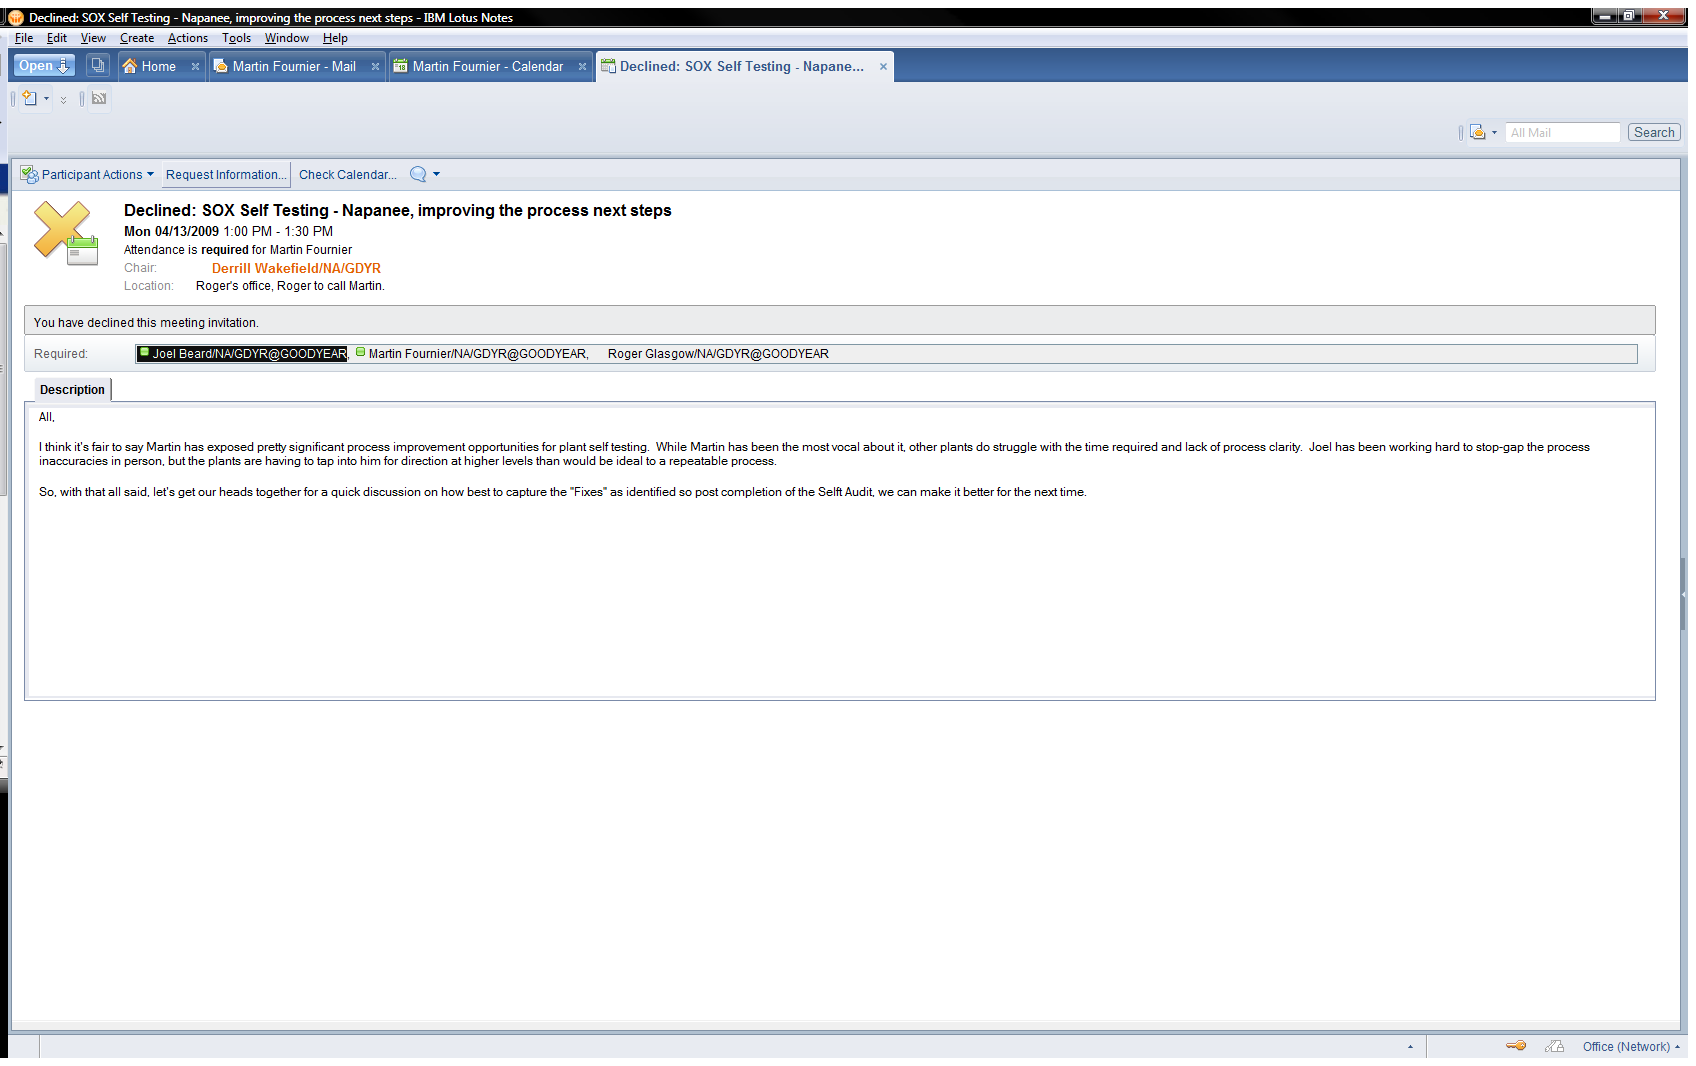 Declined: SOX Self Testing - Napanee, improving the process next steps - IBM Lotus Notes
File Edit View Create Actions Tools Window Help
Open Home Martin Fournier - Mail Martin Fournier - Calendar Declined: SOX Self Testing - Napane...
All Mail Search
Participant Actions Request Information... Check Calendar...
Declined: SOX Self Testing - Napanee, improving the process next steps
Mon 04/13/2009 1:00 PM - 1:30 PM
Attendance is required for Martin Fournier
Chair: Derrill Wakefield/NA/GDYR
Location: Roger's office, Roger to call Martin.
You have declined this meeting invitation.
Required: Joel Beard/NA/GDYR@GOODYEAR, Martin Fournier/NA/GDYR@GOODYEAR, Roger Glasgow/NA/GDYR@GOODYEAR
Description
All,
I think it's fair to say Martin has exposed pretty significant process improvement opportunities for plant self testing. While Martin has been the most vocal about it, other plants do struggle with the time required and lack of process clarity. Joel has been working hard to stop-gap the process
inaccuracies in person, but the plants are having to tap into him for direction at higher levels than would be ideal to a repeatable process.
So, with that all said, let's get our heads together for a quick discussion on how best to capture the "Fixes" as identified so post completion of the Selft Audit, we can make it better for the next time.
Office (Network)